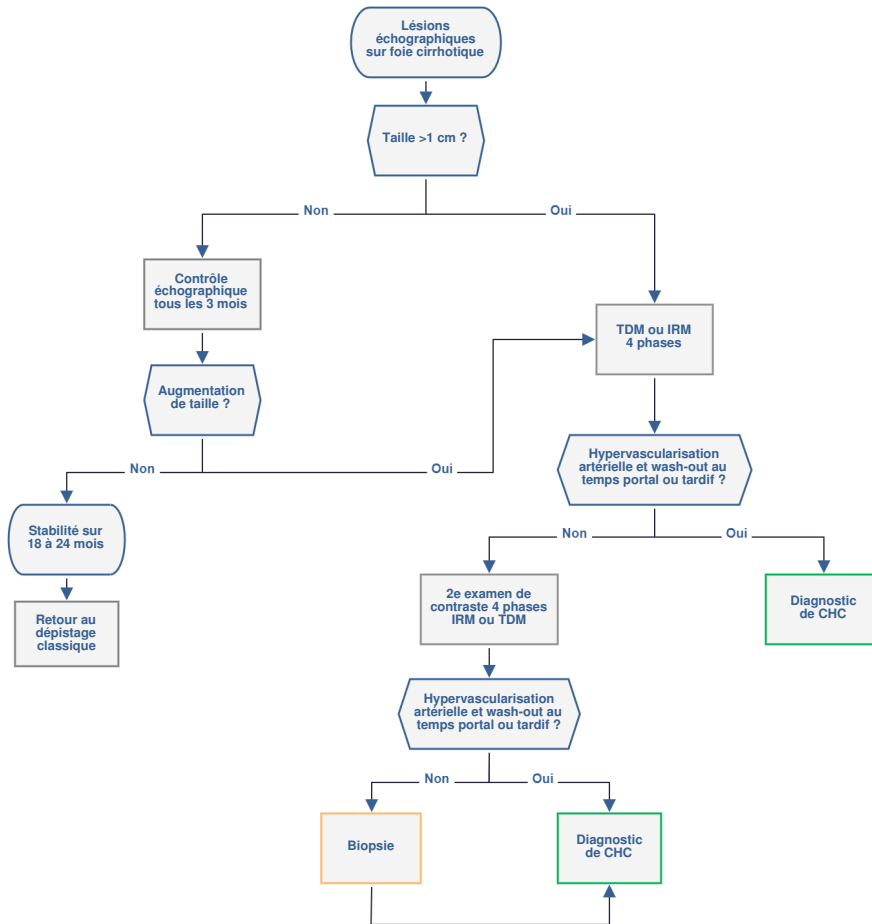 Lésions
échographiques
sur foie cirrhotique
Taille >1 cm ?
Non
Oui
Contrôle
échographique
tous les 3 mois
TDM ou IRM
4 phases
Augmentation
de taille ?
Non
Oui
Hypervascularisation
artérielle et wash-out au
temps portal ou tardif ?
Stabilité sur
18 à 24 mois
Non
Oui
Retour au
dépistage
classique
2e examen de
contraste 4 phases
IRM ou TDM
Diagnostic
de CHC
Hypervascularisation
artérielle et wash-out au
temps portal ou tardif ?
Non
Oui
Biopsie
Diagnostic
de CHC